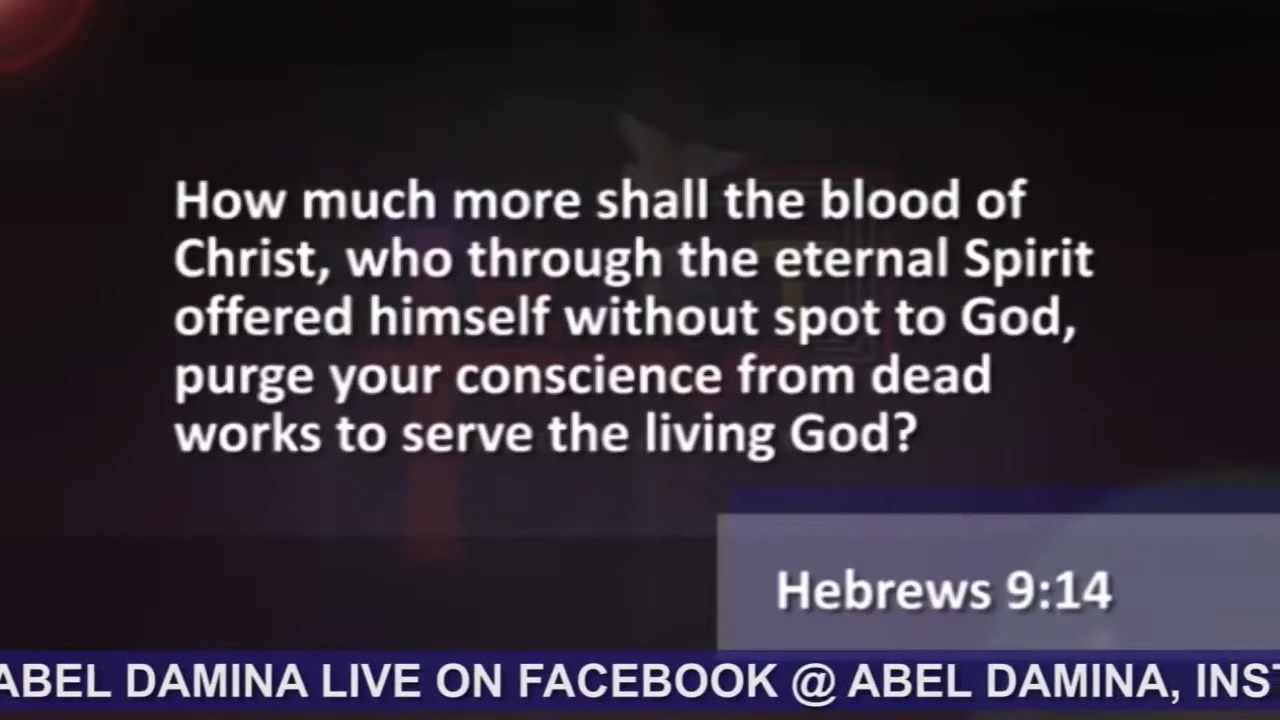 How much more shall the blood of
Christ, who through the eternal Spirit
offered himself without spot to God,
purge your conscience from dead
works to serve the living God?
Hebrews 9:14
ABEL DAMINA LIVE ON FACEBOOK @ ABEL DAMINA, INST